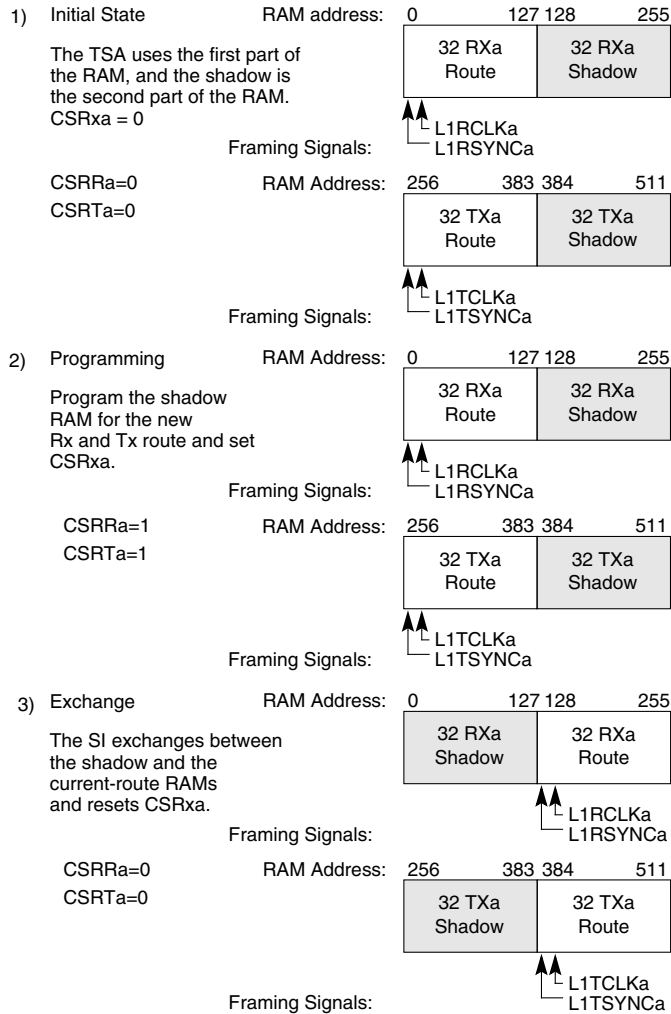 1) Initial State RAM address: 0 127 128 255
The TSA uses the first part of
the RAM, and the shadow is
the second part of the RAM.
CSRxa = 0
32 RXa
Route
32 RXa
Shadow
L1RCLKa
Framing Signals: L1RSYNCa
CSRRa=0 RAM Address: 256 383 384 511
CSRTa=0
32 TXa
Route
32 TXa
Shadow
L1TCLKa
Framing Signals: L1TSYNCa
2) Programming RAM Address: 0 127 128 255
Program the shadow
RAM for the new
Rx and Tx route and set
CSRxa.
32 RXa
Route
32 RXa
Shadow
L1RCLKa
Framing Signals: L1RSYNCa
CSRRa=1 RAM Address: 256 383 384 511
CSRTa=1
32 TXa
Route
32 TXa
Shadow
L1TCLKa
Framing Signals: L1TSYNCa
3) Exchange RAM Address: 0 127 128 255
The SI exchanges between
the shadow and the
current-route RAMs
and resets CSRxa.
32 RXa
Shadow
32 RXa
Route
L1RCLKa
Framing Signals: L1RSYNCa
CSRRa=0 RAM Address: 256 383 384 511
CSRTa=0
32 TXa
Shadow
32 TXa
Route
L1TCLKa
Framing Signals: L1TSYNCa